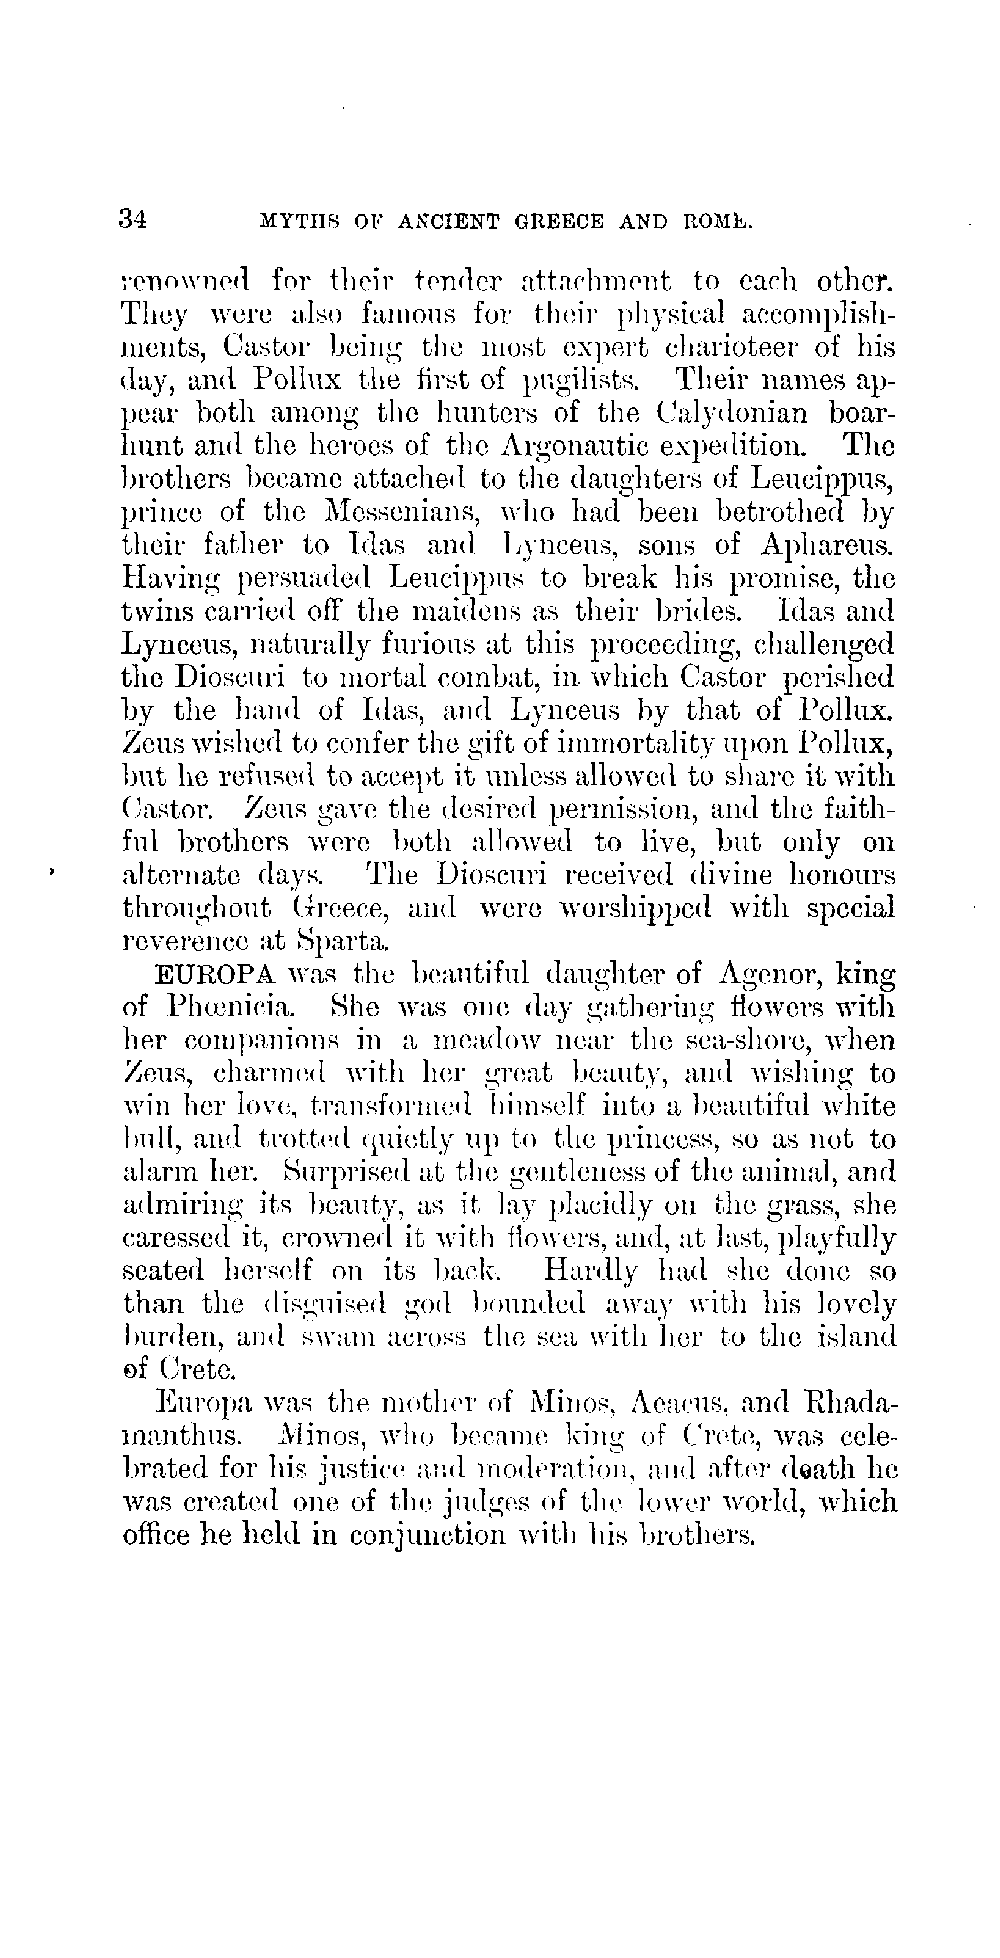 34 MYTHS OF ANCIENT GREECE AND ROME.
renowned for their tender attachment to each other.
They were also famous for their physical accomplish-
ments, Castor being the most expert charioteer of his
day, and Pollux the first of pugilists. Their names ap-
pear both among the hunters of the Calydonian boar-
hunt and the heroes of the Argonautic expedition. The
brothers became attached to the daughters of Leucippus,
prince of the Messenians, who had been betrothed by
their father to Idas and Lynceus, sons of Aphareus.
Having persuaded Leucippus to break his promise, the
twins carried off the maidens as their brides. Idas and
Lynceus, naturally furious at this proceeding, challenged
the Dioscuri to mortal combat, in which Castor perished
by the hand of Idas, and Lynceus by that of Pollux.
Zeus wished to confer the gift of immortality upon Pollux,
but he refused to accept it unless allowed to share it with
Castor. Zeus gave the desired permission, and the faith-
ful brothers were both allowed to live, but only on
alternate days. The Dioscuri received divine honours
throughout Greece, and were worshipped with special
reverence at Sparta.
EUROPA was the beautiful daughter of Agenor, king
of Phœnicia. She was one day gathering flowers with
her companions in a meadow near the sea-shore, when
Zeus, charmed with her great beauty, and wishing to
win her love, transformed himself into a beautiful white
bull, and trotted quietly up to the princess, so as not to
alarm her. Surprised at the gentleness of the animal, and
admiring its beauty, as it lay placidly on the grass, she
caressed it, crowned it with flowers, and, at last, playfully
seated herself on its back. Hardly had she done so
than the disguised god bounded away with his lovely
burden, and swam across the sea with her to the island
of Crete.
Europa was the mother of Minos, Aeacus, and Rhada-
manthus. Minos, who became king of Crete, was cele-
brated for his justice and moderation, and after death he
was created one of the judges of the lower world, which
office he held in conjunction with his brothers.